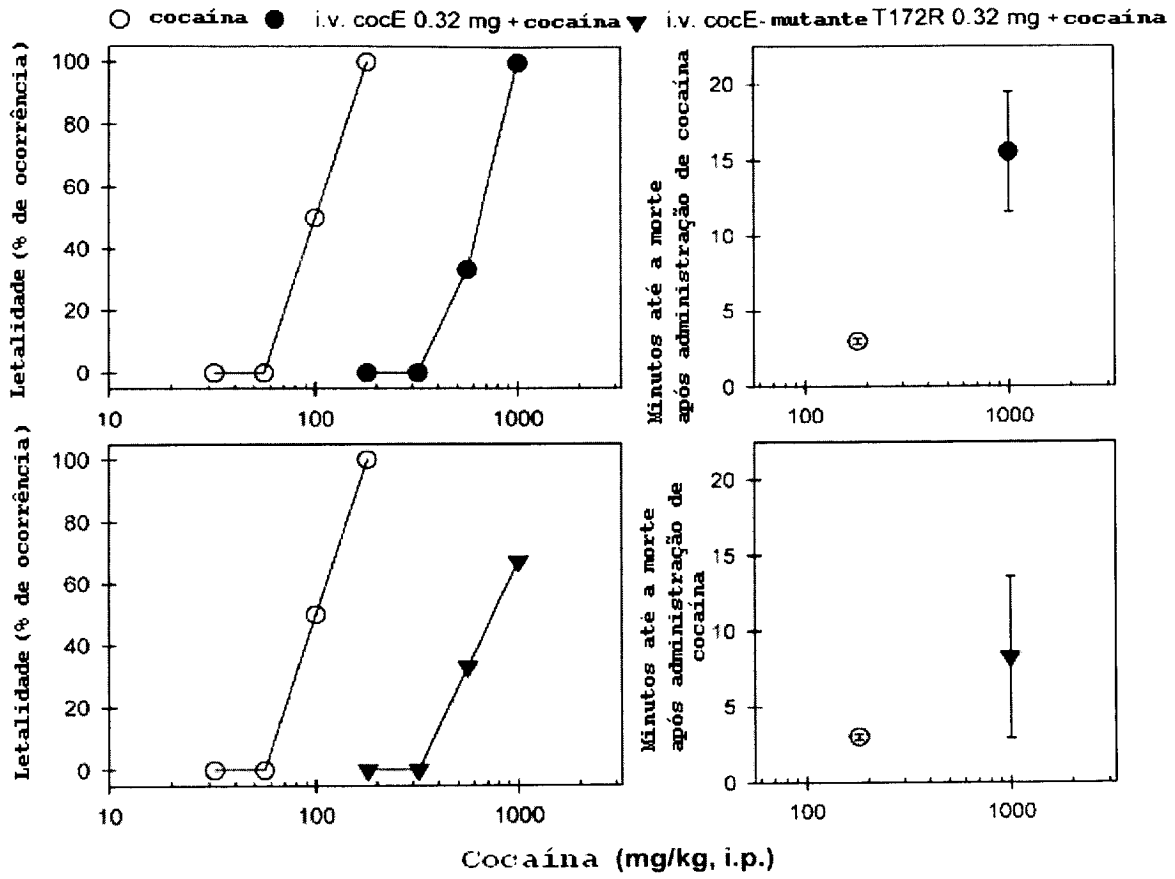 cocaína i.v. cocE 0.32 mg + cocaína i.v. cocE-mutante T172R 0.32 mg + cocaína
Letalidade (% de ocorrência)
100
80
60
40
20
0
10 100 1000
Minutos até a morte
após administração de cocaína
20
15
10
5
0
100 1000
Letalidade (% de ocorrência)
100
80
60
40
20
0
10 100 1000
Minutos até a morte
após administração de
cocaína
20
15
10
5
0
100 1000
Cocaína (mg/kg, i.p.)